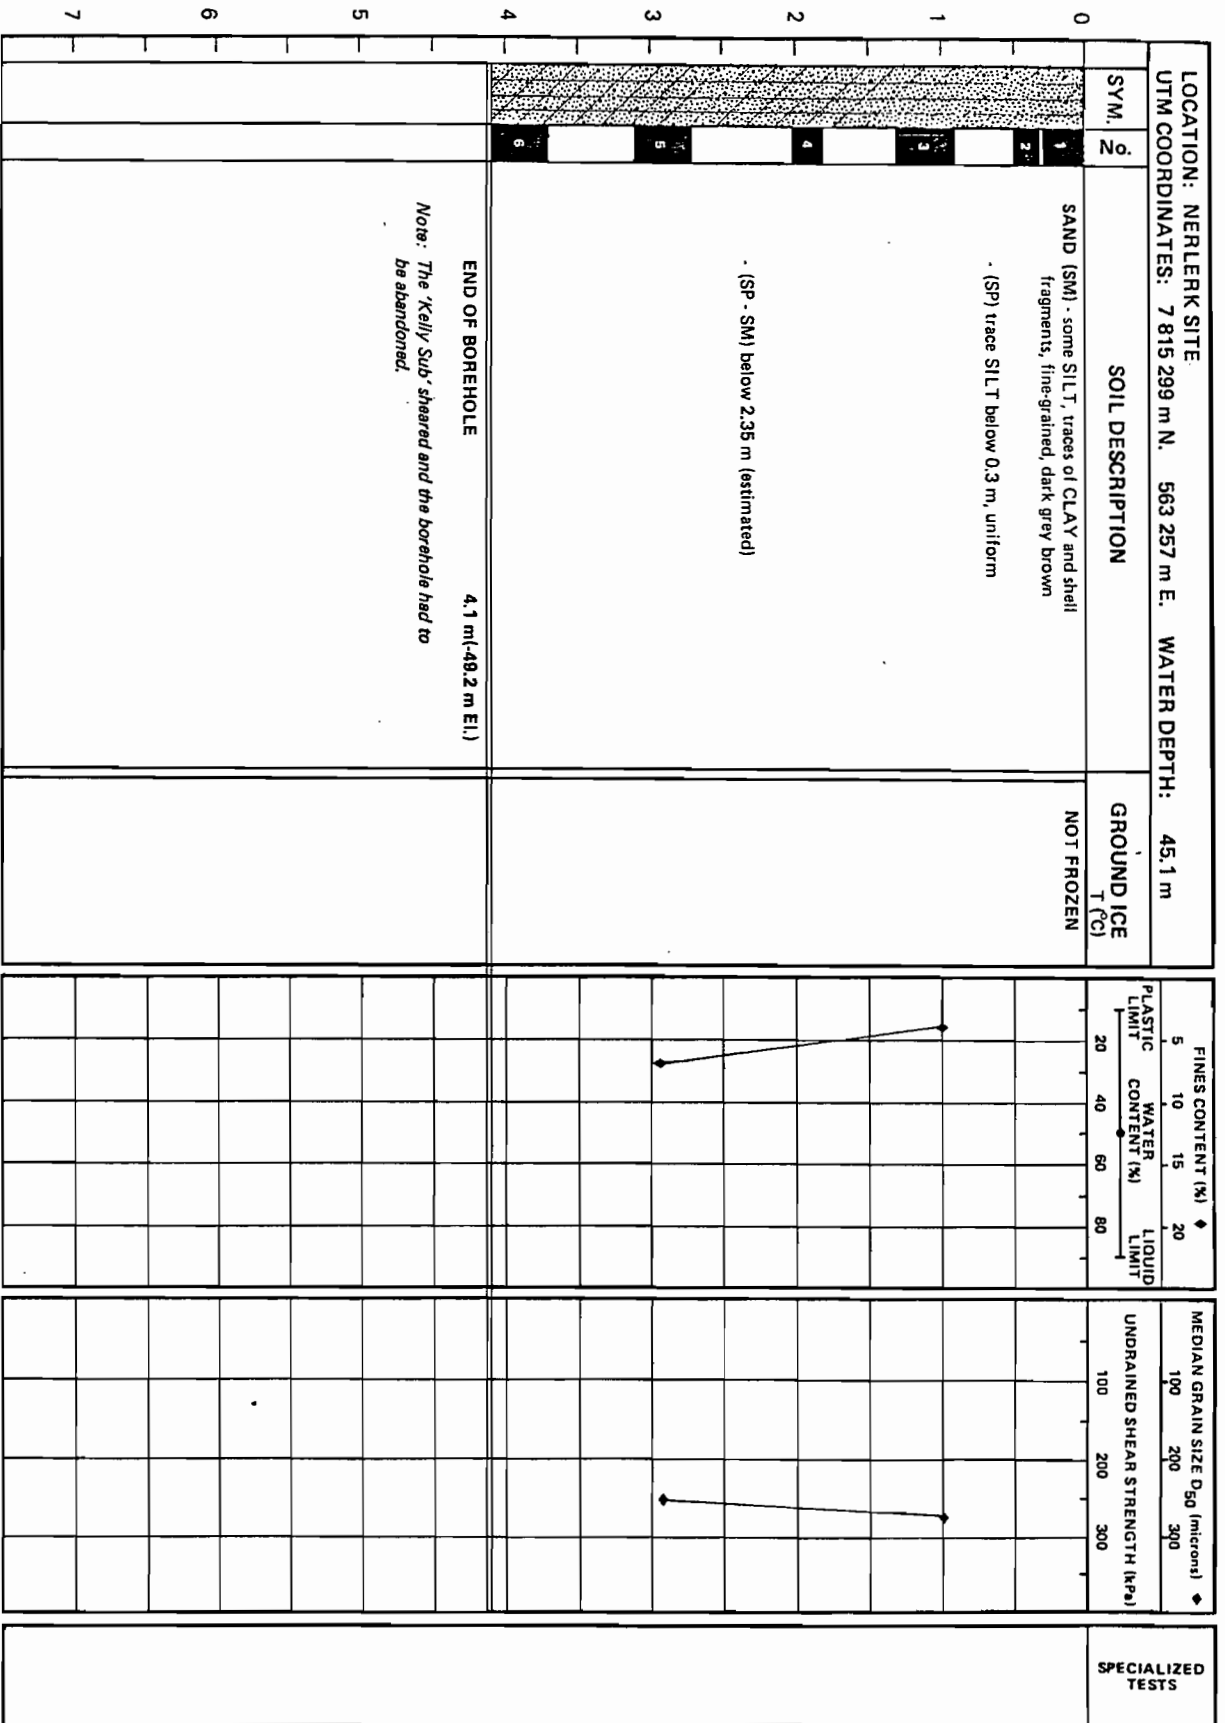 LOCATION: NERLERK SITE
UTM COORDINATES: 7 815 299 m N. 563 257 m E. WATER DEPTH: 45.1 m
SYM.
No.
SOIL DESCRIPTION
GROUND ICE
T (°C)
FINES CONTENT (%) ◆
5 10 15 20
PLASTIC LIMIT
WATER CONTENT (%)
LIQUID LIMIT
20 40 60 80
MEDIAN GRAIN SIZE D50 (microns) ◆
100 200 300
UNDRAINED SHEAR STRENGTH (kPa)
100 200 300
SPECIALIZED
TESTS
0
1
2
3
4
5
6
7
1
2
3
4
5
6
SAND (SM) - some SILT, traces of CLAY and shell
fragments, fine-grained, dark grey brown
NOT FROZEN
- (SP) trace SILT below 0.3 m, uniform
- (SP - SM) below 2.35 m (estimated)
END OF BOREHOLE 4.1 m(-49.2 m El.)
Note: The 'Kelly Sub' sheared and the borehole had to
be abandoned.